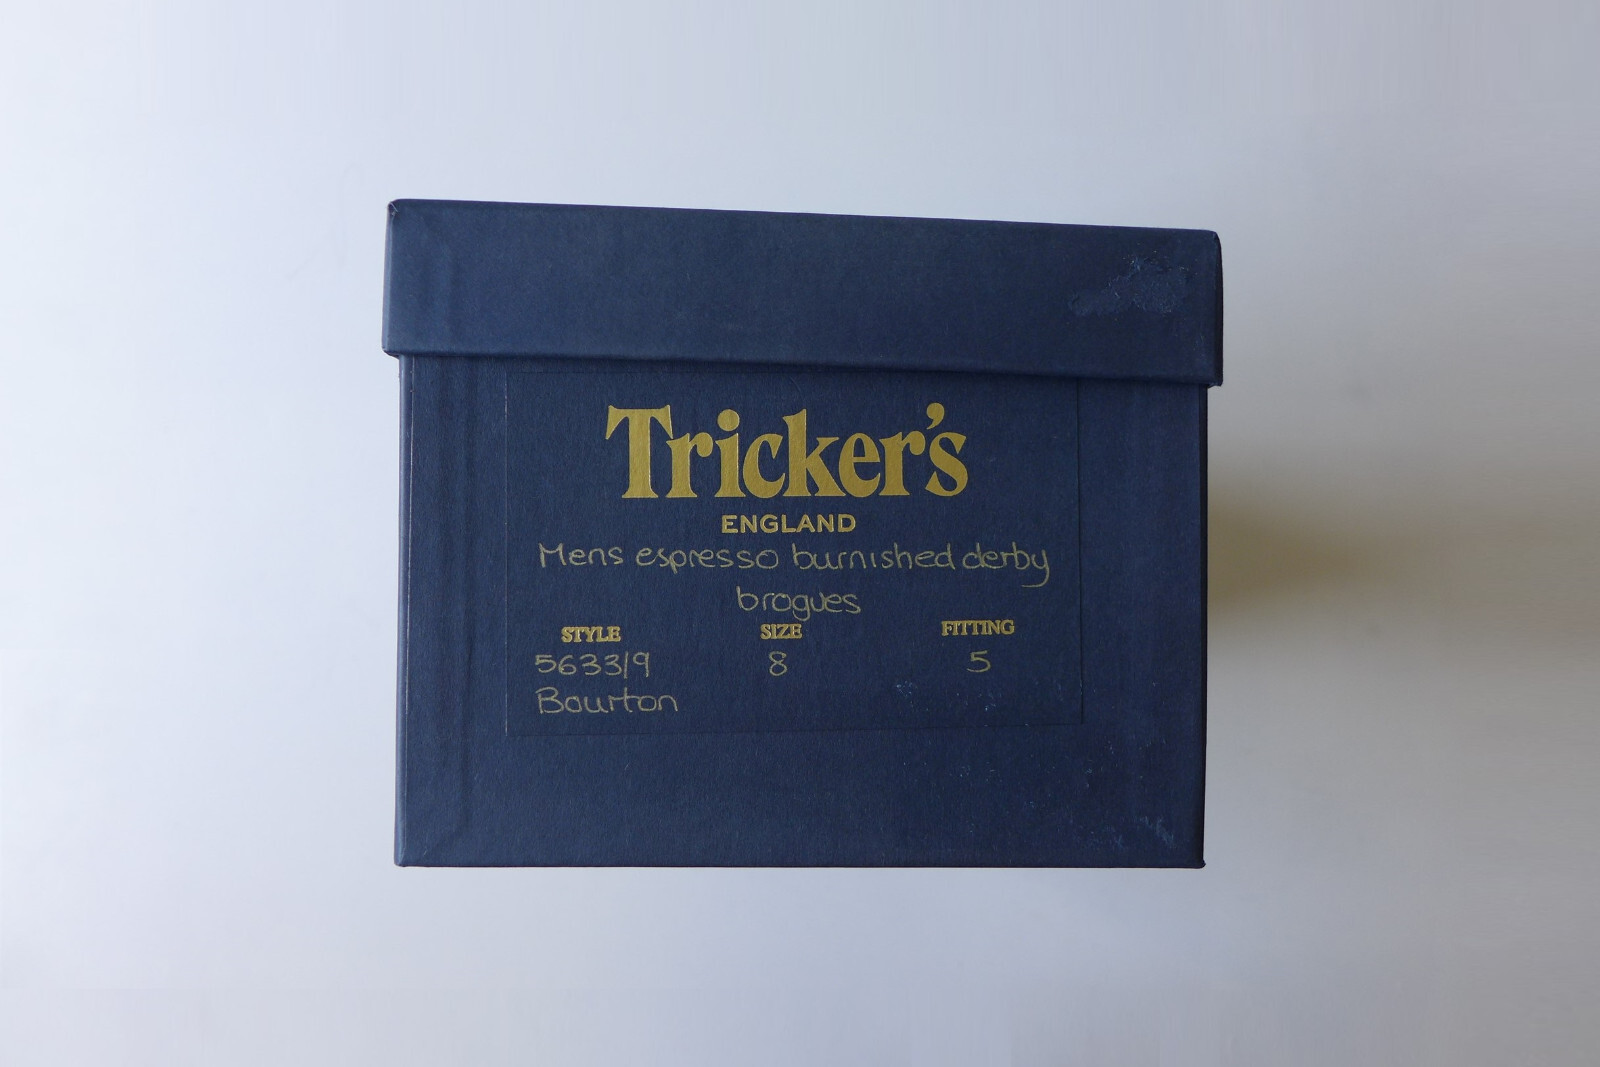 Tricker's
ENGLAND
Mens espresso burnished derby
brogues
STYLE SIZE FITTING
5633/9 8 5
Bourton